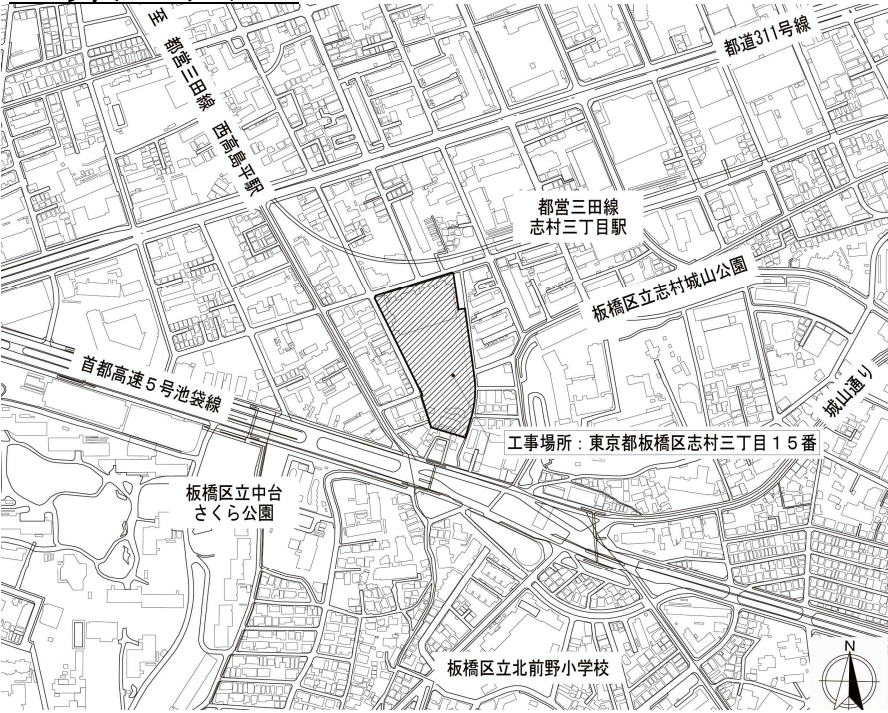 都道311号線
至 都営三田線 西高島平駅
都営三田線
志村三丁目駅
板橋区立志村城山公園
首都高速5号池袋線
城山通り
工事場所：東京都板橋区志村三丁目15番
板橋区立中台
さくら公園
板橋区立北前野小学校
N